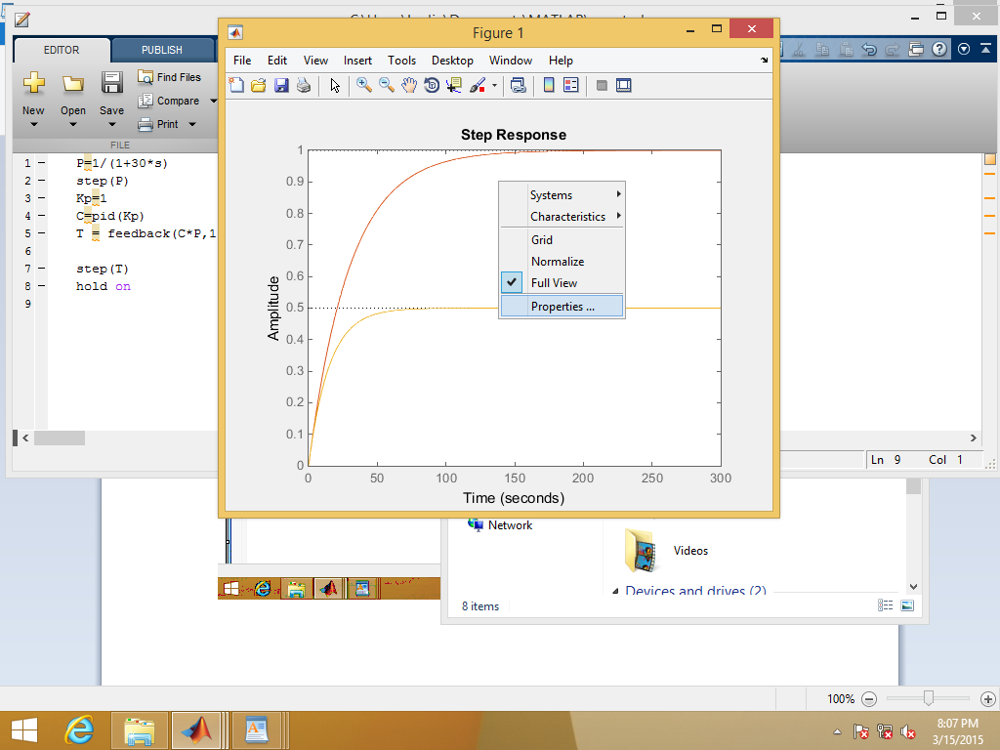 Figure 1
File Edit View Insert Tools Desktop Window Help
EDITOR PUBLISH
New Open Save
Find Files
Compare
Print
FILE
1 P=1/(1+30*s)
2 step(P)
3 Kp=1
4 C=pid(Kp)
5 T = feedback(C*P,1
6
7 step(T)
8 hold on
9
Step Response
Amplitude
1
0.9
0.8
0.7
0.6
0.5
0.4
0.3
0.2
0.1
0
0 50 100 150 200 250 300
Time (seconds)
Systems
Characteristics
Grid
Normalize
Full View
Properties ...
Ln 9 Col 1
Network
Videos
Devices and drives (2)
8 items
100%
8:07 PM
3/15/2015